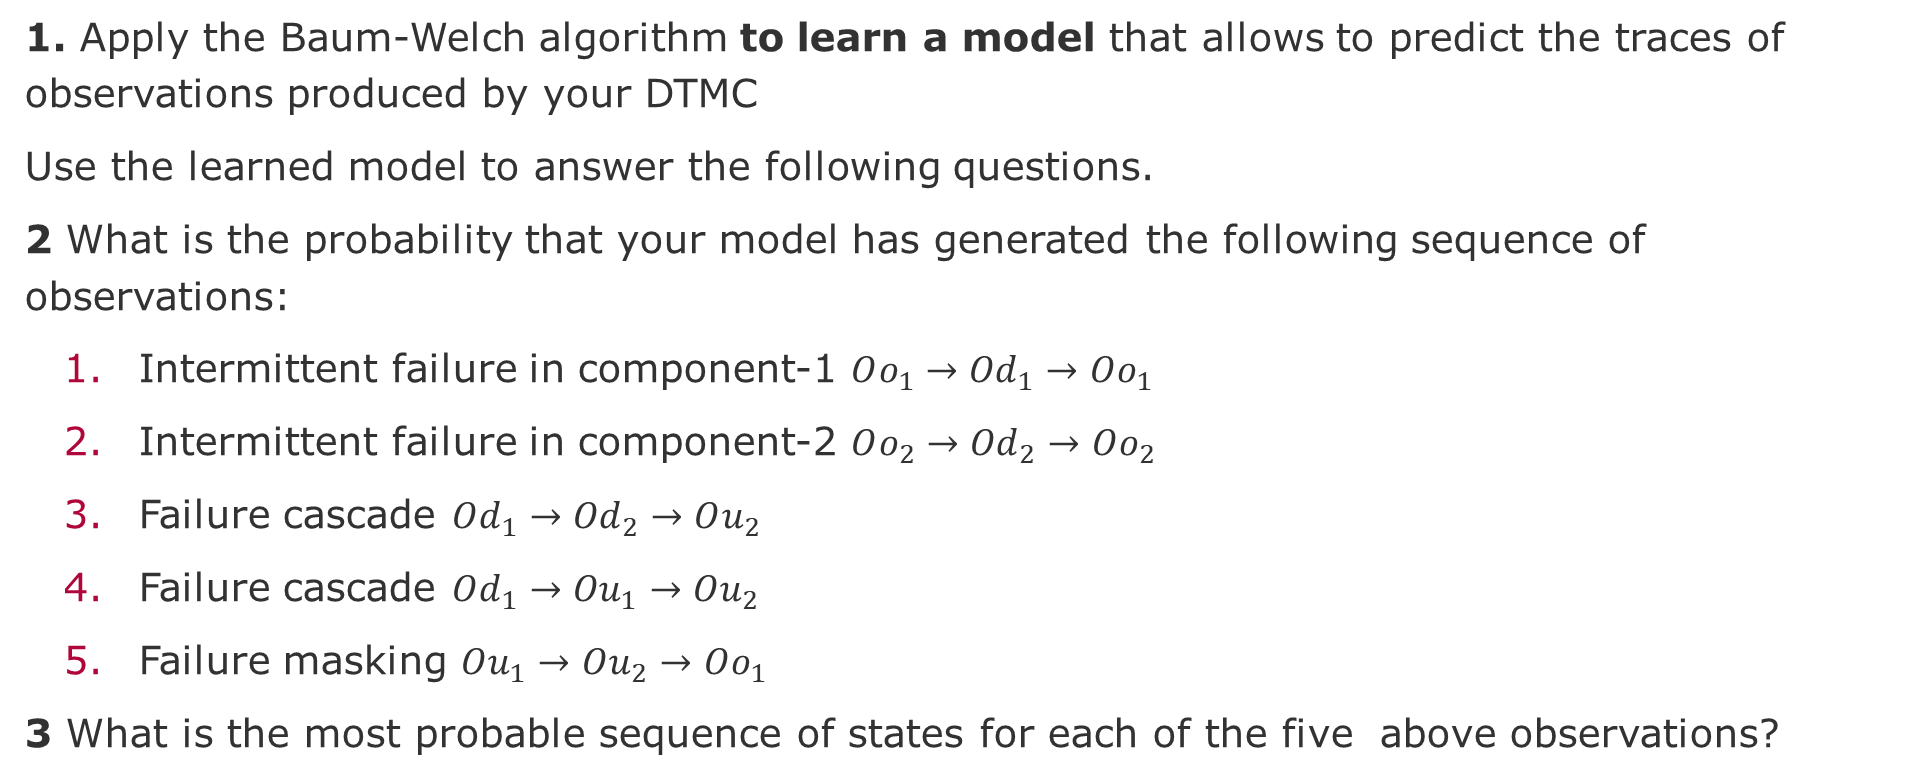 1. Apply the Baum-Welch algorithm to learn a model that allows to predict the traces of
observations produced by your DTMC
Use the learned model to answer the following questions.
2 What is the probability that your model has generated the following sequence of
observations:
1. Intermittent failure in component-1 Oo₁ → Od₁ → Oo₁
2. Intermittent failure in component-2 Oo₂ → Od₂ → Oo₂
3. Failure cascade Od₁ → Od₂ → Ou₂
4. Failure cascade Od₁ → Ou₁ → Ou₂
5. Failure masking Ou₁ → Ou₂ → Oo₁
3 What is the most probable sequence of states for each of the five above observations?